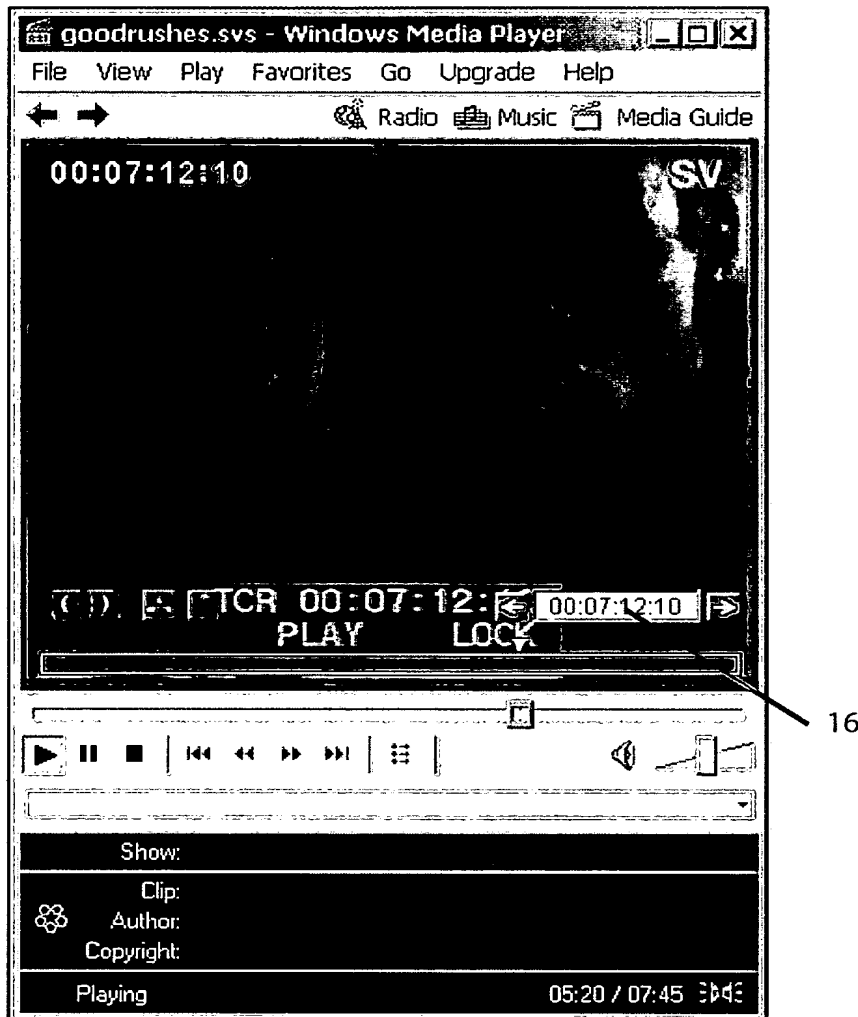 goodrushes.svs - Windows Media Player
File View Play Favorites Go Upgrade Help
Radio Music Media Guide
00:07:12:10 SV
TCR 00:07:12: 00:07:12:10
PLAY LOCK
16
Show:
Clip:
Author:
Copyright:
Playing 05:20 / 07:45